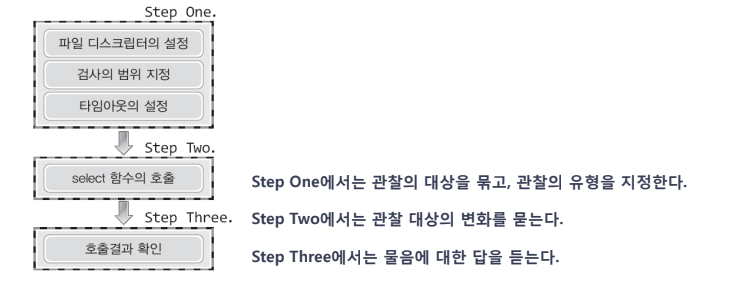 Step One.
파일 디스크립터의 설정
검사의 범위 지정
타임아웃의 설정
Step Two.
select 함수의 호출
Step One에서는 관찰의 대상을 묶고, 관찰의 유형을 지정한다.
Step Three.
Step Two에서는 관찰 대상의 변화를 묻는다.
호출결과 확인
Step Three에서는 물음에 대한 답을 듣는다.